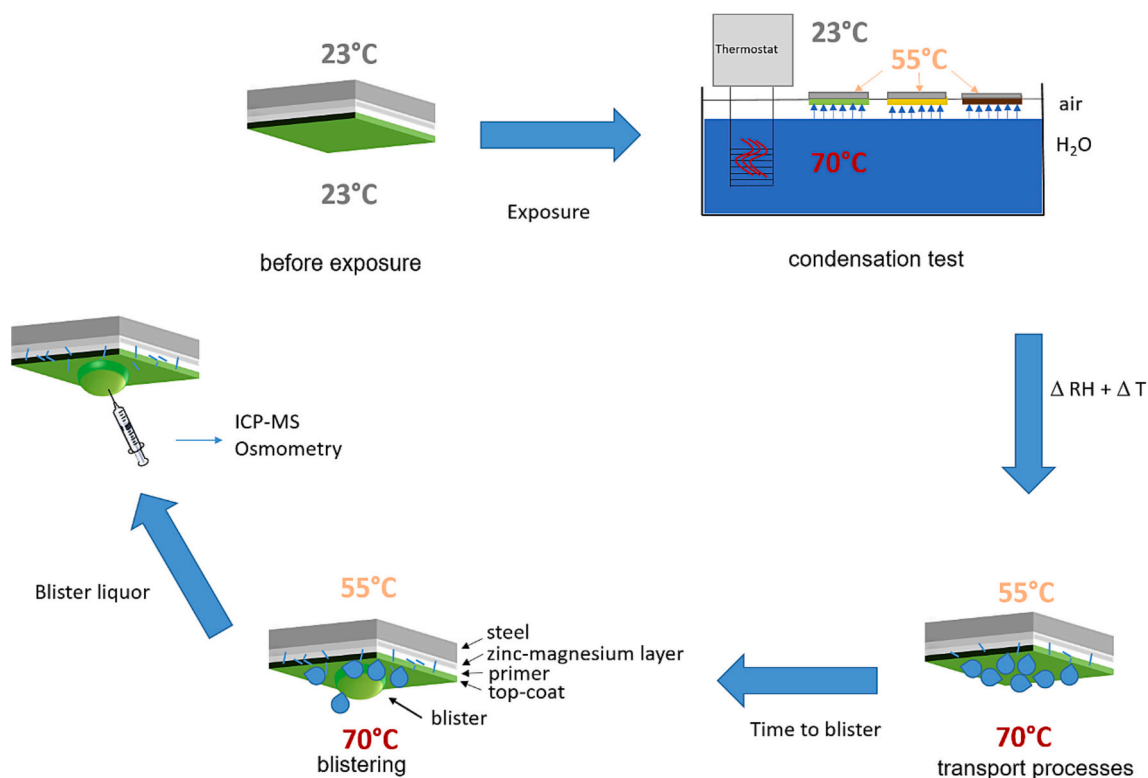 23°C
23°C
before exposure
Exposure
Thermostat
23°C
55°C
air
H₂O
70°C
condensation test
Δ RH + Δ T
55°C
70°C
transport processes
Time to blister
55°C
steel
zinc-magnesium layer
primer
top-coat
blister
70°C
blistering
Blister liquor
ICP-MS
Osmometry